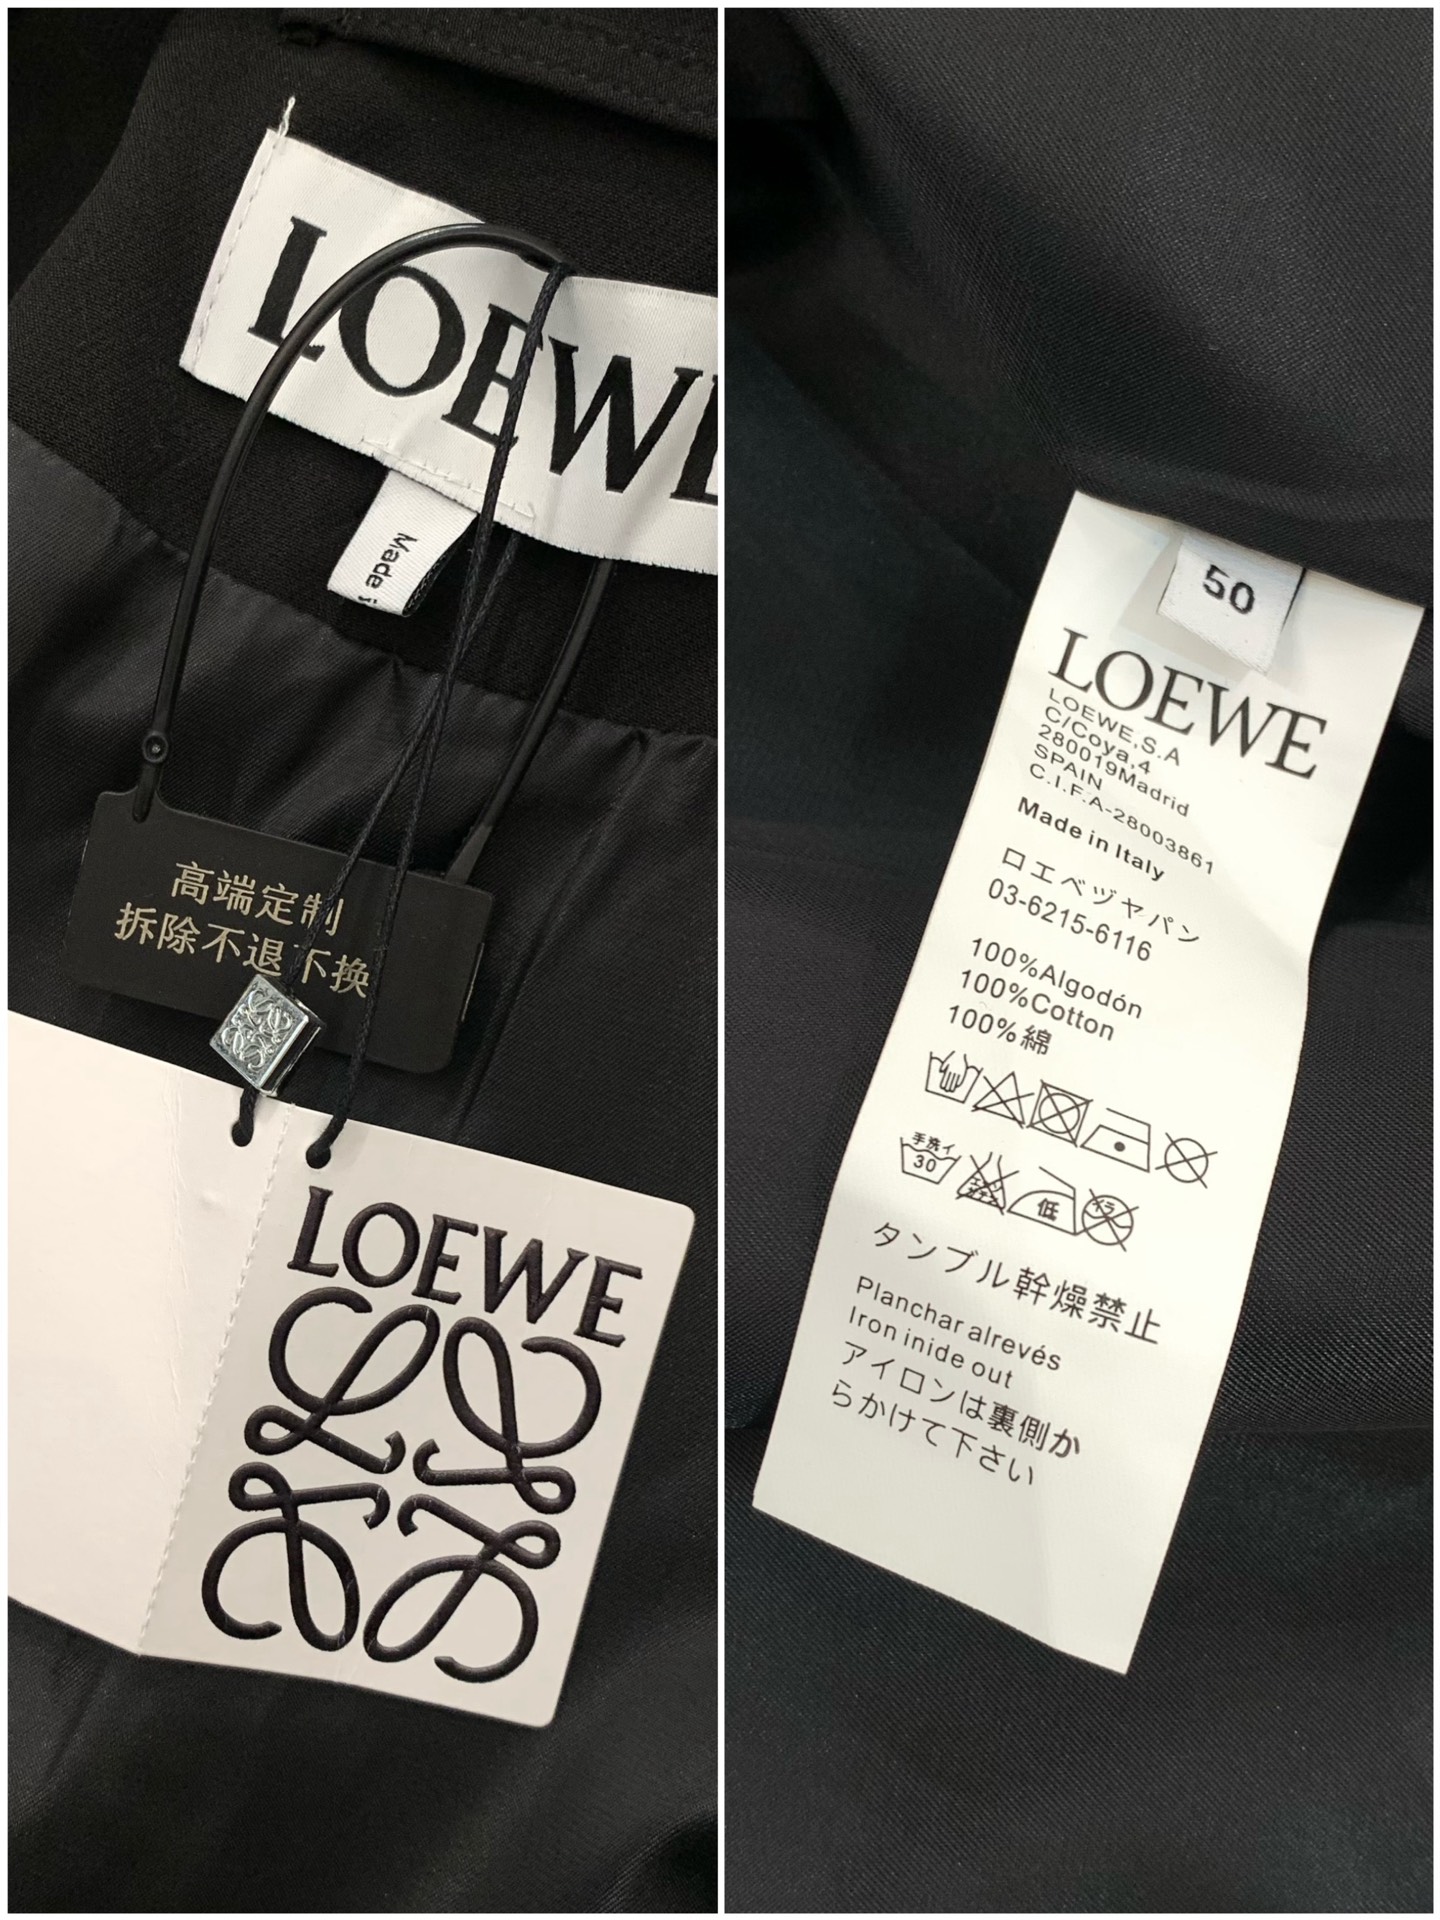 LOEWE
Made i
高端定制
拆除不退不换
LOEWE
50
LOEWE
LOEWE,S.A
C/Coya,4
280019Madrid
SPAIN
C.I.F.A-28003861
Made in Italy
ロエベヅヤパン
03-6215-6116
100%Algodón
100%Cotton
100%綿
手洗イ
30
低
タンブル幹燥禁止
Planchar alrevés
Iron inide out
アイロンは裏側か
らかけて下さい